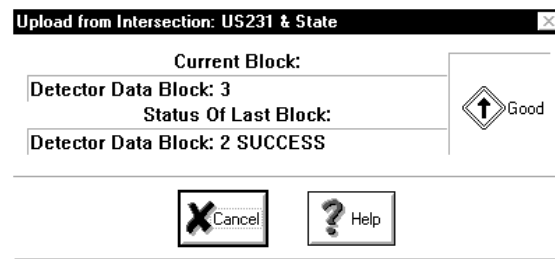 Upload from Intersection: US231 & State
Current Block:
Detector Data Block: 3
Status Of Last Block:
Detector Data Block: 2 SUCCESS
Good
Cancel
Help